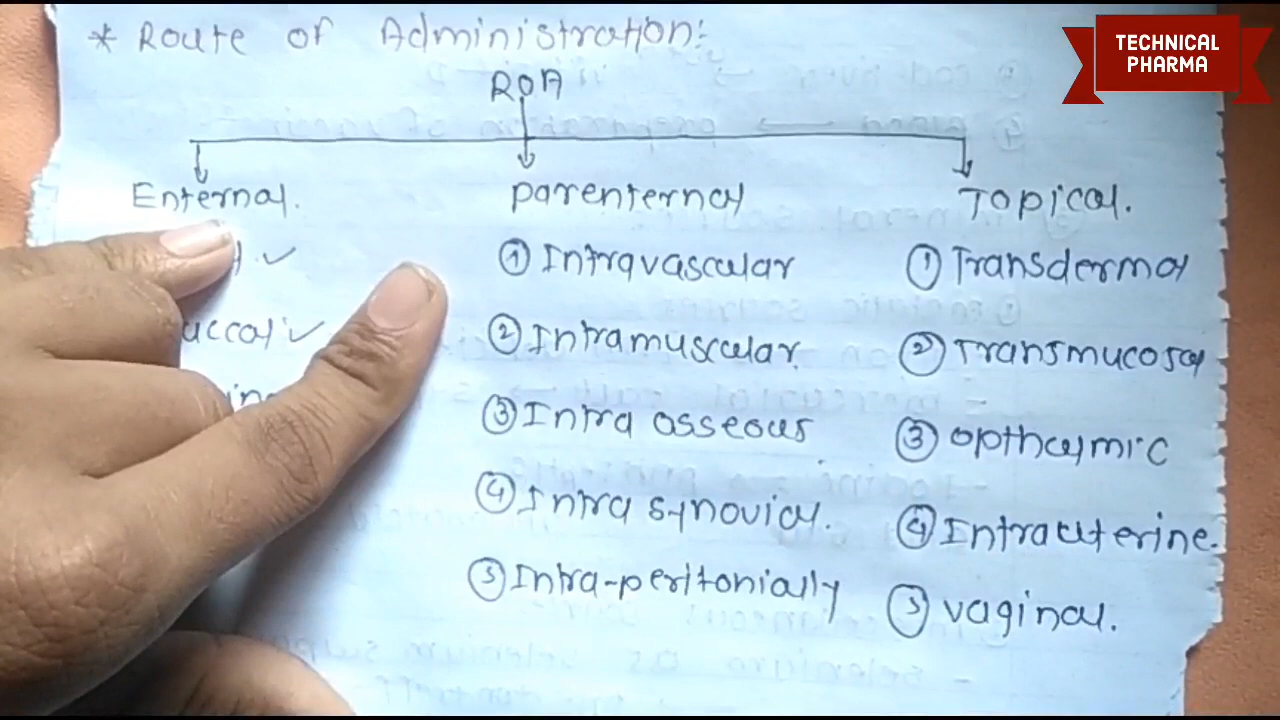 * Route of Administration:
ROA
Enternal. Parenternal Topical.
① Intravascular ① Transdermal
uccal ✓ ② Intramuscular. ② Transmucosal
③ Intra osseous ③ opthalmic
④ Intra synovial. ④ Intrauterine.
⑤ Intra-peritonially ⑤ vaginal.
TECHNICAL
PHARMA